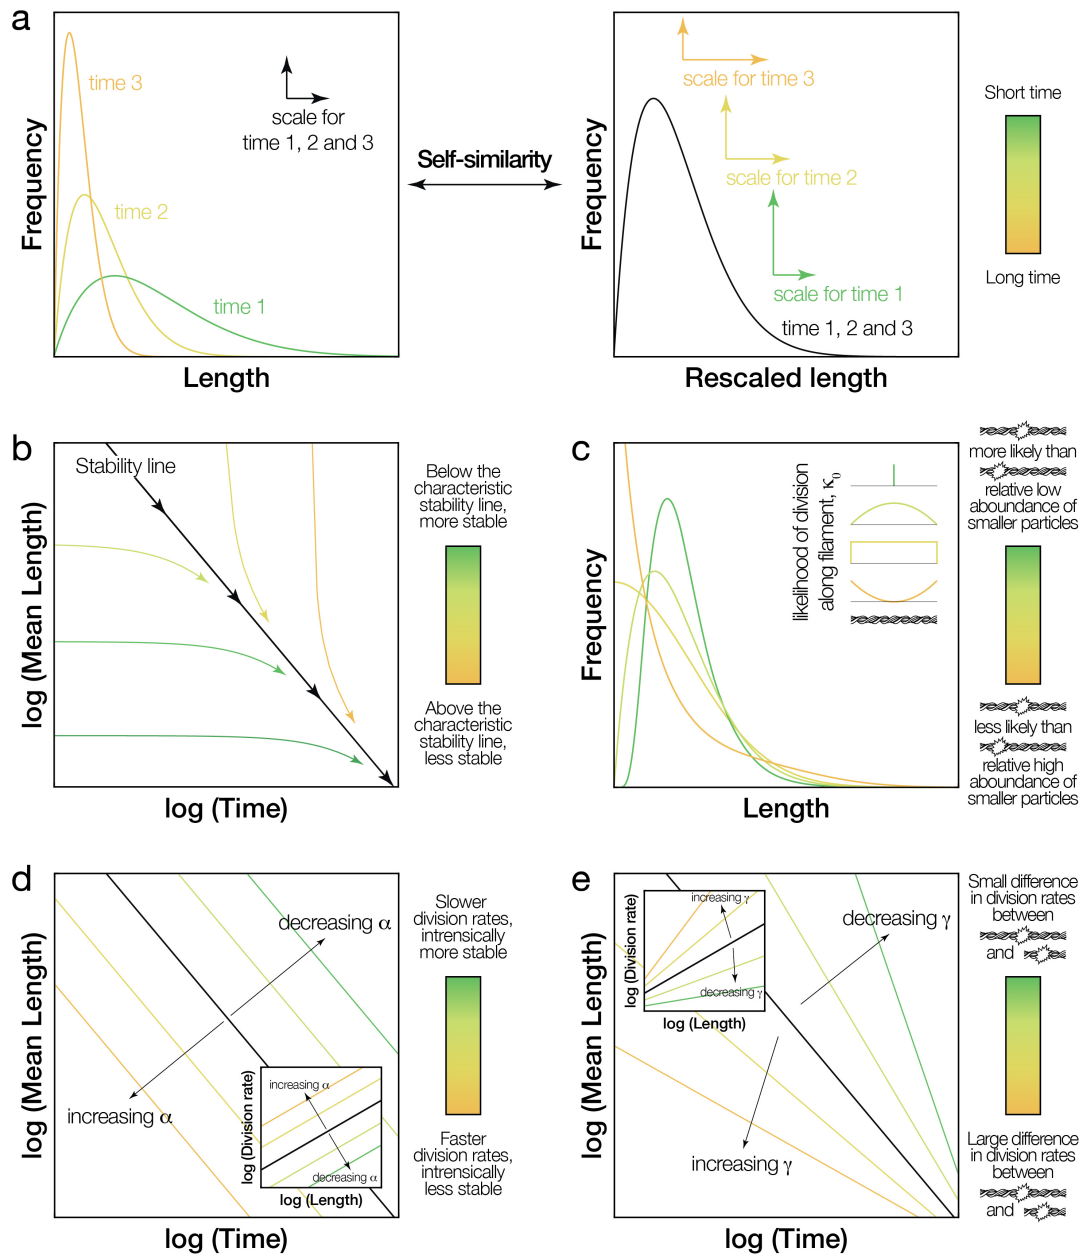 a
Frequency
time 3
time 2
time 1
scale for
time 1, 2 and 3
Length
Self-similarity
Frequency
scale for time 3
scale for time 2
scale for time 1
time 1, 2 and 3
Rescaled length
Short time
Long time
b
log (Mean Length)
Stability line
log (Time)
Below the
characteristic
stability line,
more stable
Above the
characteristic
stability line,
less stable
c
Frequency
likelihood of division
along filament, κ0
Length
more likely than
relative low
aboundance of
smaller particles
less likely than
relative high
aboundance of
smaller particles
d
log (Mean Length)
decreasing α
increasing α
log (Division rate)
increasing α
decreasing α
log (Length)
log (Time)
Slower
division rates,
intrensically
more stable
Faster
division rates,
intrensically
less stable
e
log (Mean Length)
log (Division rate)
increasing γ
decreasing γ
log (Length)
decreasing γ
increasing γ
log (Time)
Small difference
in division rates
between
and
Large difference
in division rates
between
and